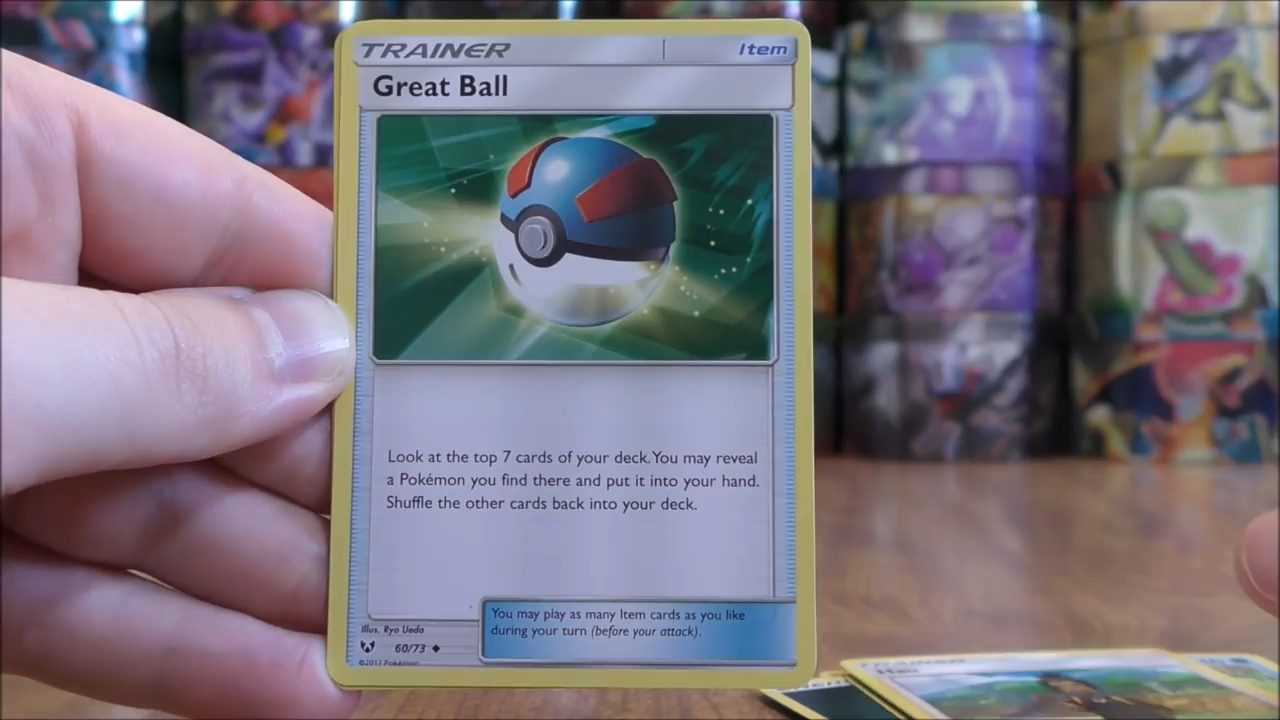 TRAINER
Item
Great Ball
Look at the top 7 cards of your deck. You may reveal
a Pokémon you find there and put it into your hand.
Shuffle the other cards back into your deck.
You may play as many Item cards as you like
during your turn (before your attack).
Illus. Ryo Ueda
60/73
©2017 Pokémon
TRAINER
Hau